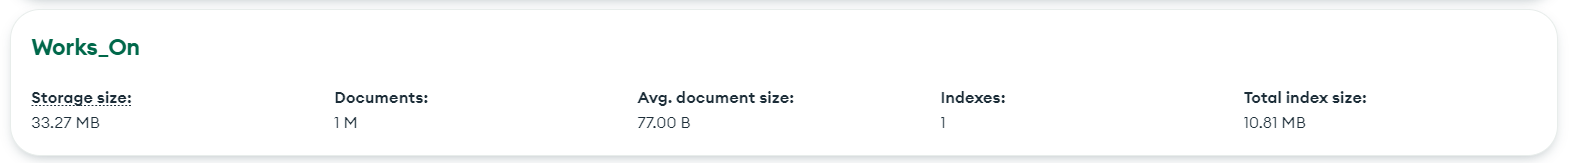 Works_On
Storage size: Documents: Avg. document size: Indexes: Total index size:
33.27 MB 1 M 77.00 B 1 10.81 MB